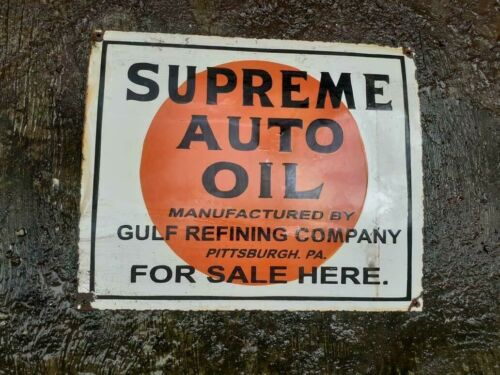 SUPREME
AUTO
OIL
MANUFACTURED BY
GULF REFINING COMPANY
PITTSBURGH. PA.
FOR SALE HERE.